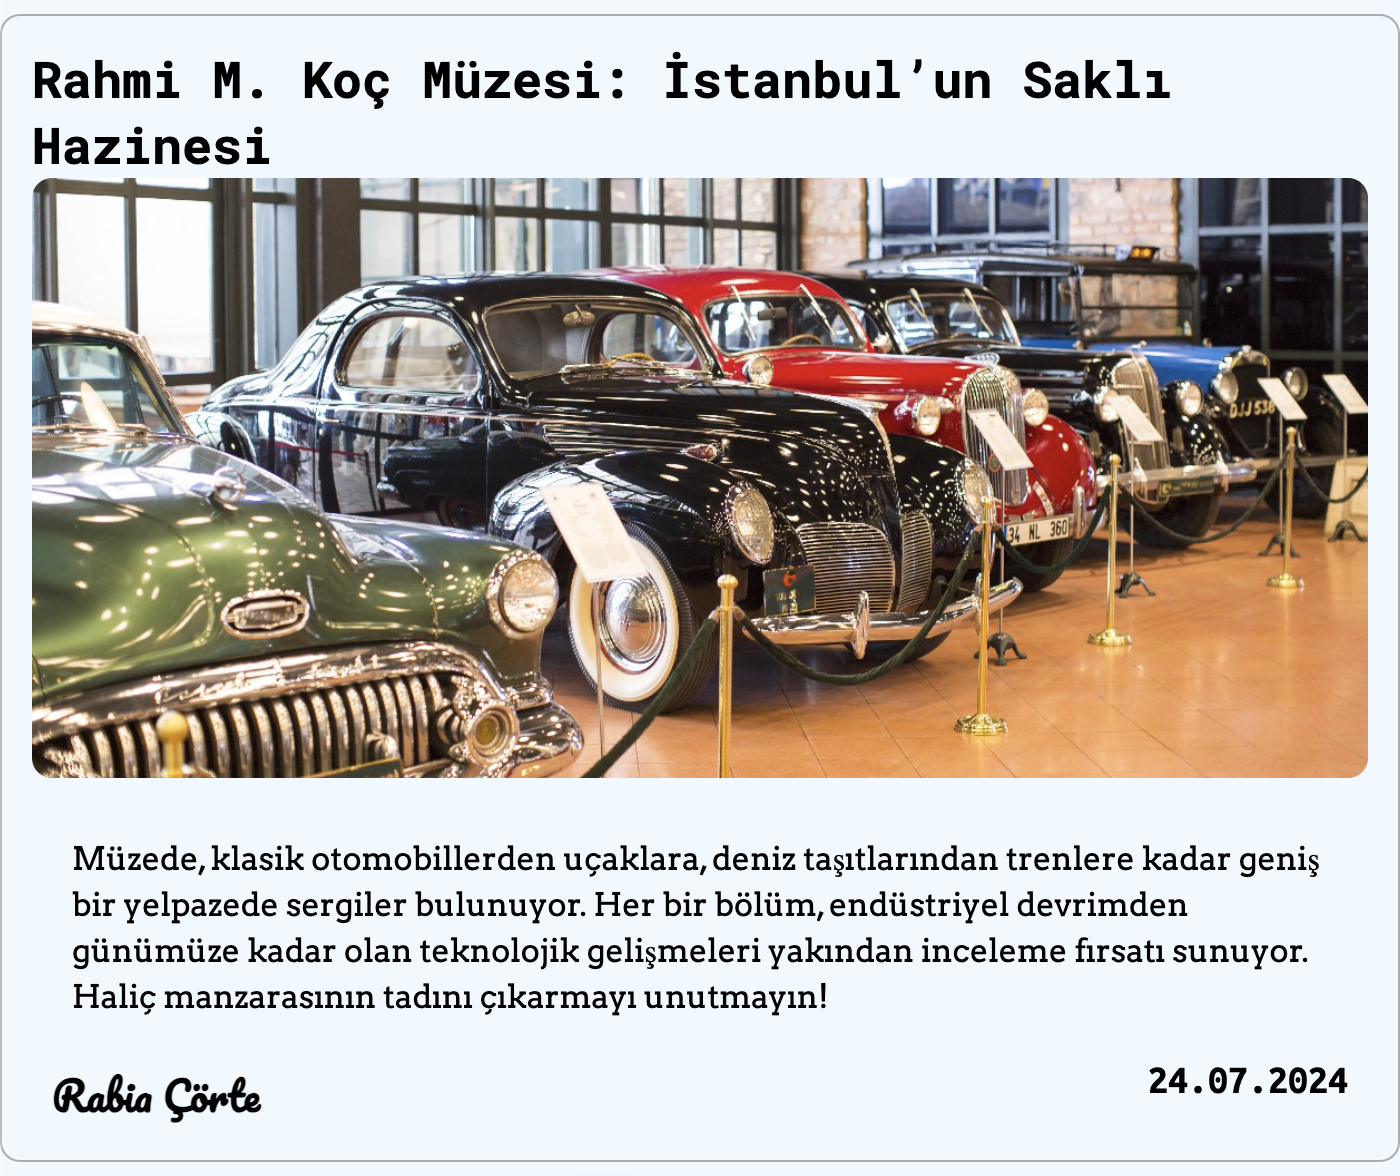 Rahmi M. Koç Müzesi: İstanbul’un Saklı
Hazinesi
DJJ 536
34 NL 360
Müzede, klasik otomobillerden uçaklara, deniz taşıtlarından trenlere kadar geniş
bir yelpazede sergiler bulunuyor. Her bir bölüm, endüstriyel devrimden
günümüze kadar olan teknolojik gelişmeleri yakından inceleme fırsatı sunuyor.
Haliç manzarasının tadını çıkarmayı unutmayın!
Rabia Çörte
24.07.2024